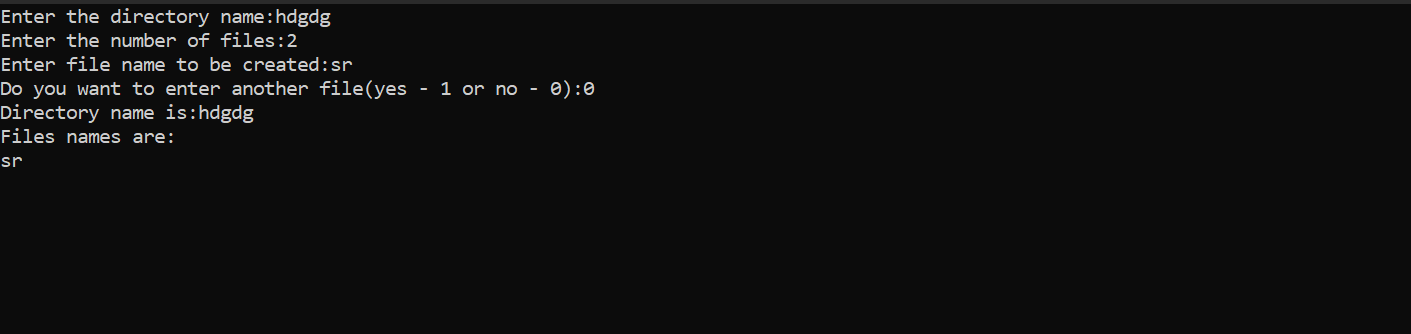 Enter the directory name:hdgdg
Enter the number of files:2
Enter file name to be created:sr
Do you want to enter another file(yes - 1 or no - 0):0
Directory name is:hdgdg
Files names are:
sr